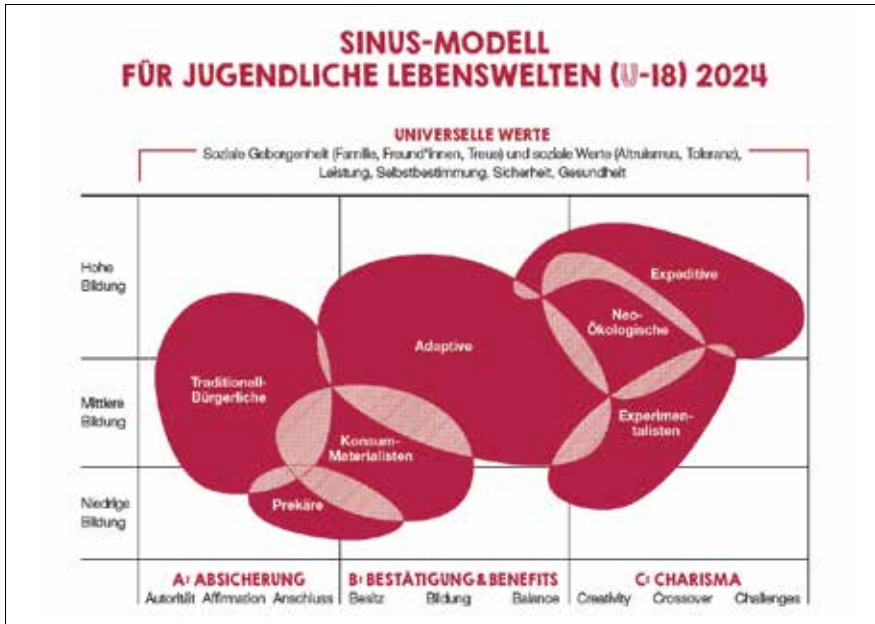 SINUS-MODELL
FÜR JUGENDLICHE LEBENSWELTEN (U-18) 2024
UNIVERSELLE WERTE
Soziale Geborgenheit (Familie, Freund*innen, Treue) und soziale Werte (Altruismus, Toleranz),
Leistung, Selbstbestimmung, Sicherheit, Gesundheit
Hohe
Bildung
Expeditive
Neo-
Ökologische
Adaptive
Mittlere
Bildung
Traditionell-
Bürgerliche
Experimen-
talisten
Konsum-
Materialisten
Niedrige
Bildung
Prekäre
A: ABSICHERUNG
Autorität Affirmation Anschluss
B: BESTÄTIGUNG & BENEFITS
Besitz Bildung Balance
C: CHARISMA
Creativity Crossover Challenges